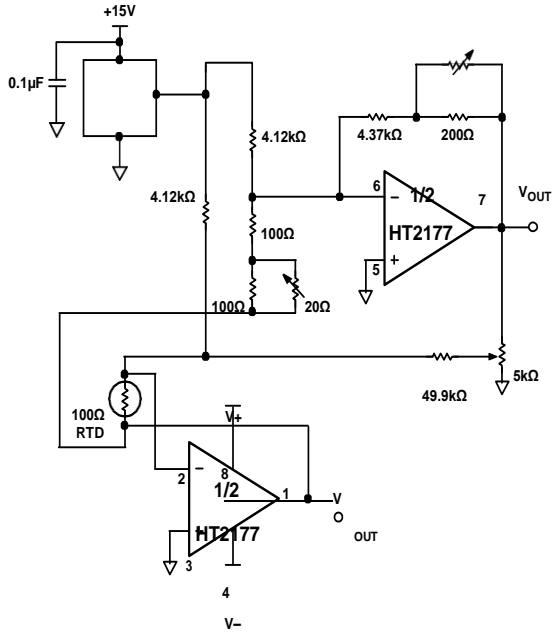 +15V
0.1µF
4.12kΩ
4.37kΩ
200Ω
4.12kΩ
6
1/2
7
VOUT
HT2177
100Ω
5
100Ω
20Ω
5kΩ
49.9kΩ
100Ω
RTD
V+
8
2
1/2
1
V
OUT
HT2177
3
4
V–